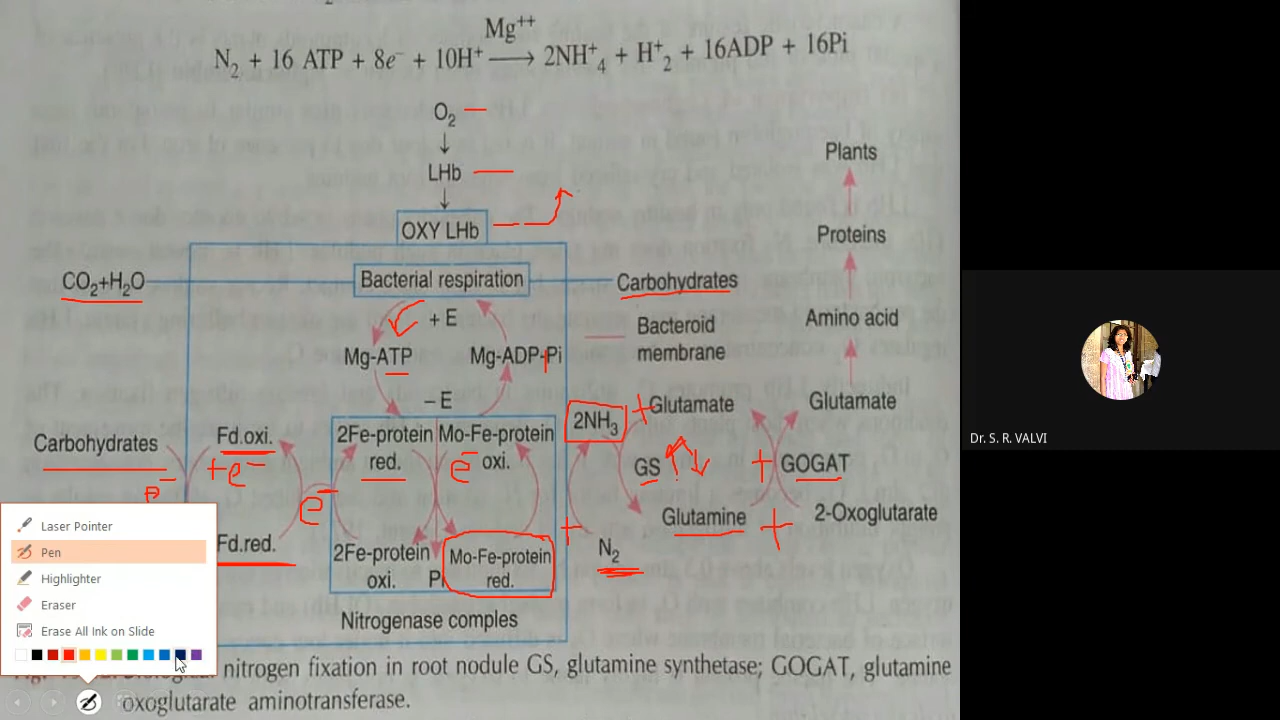 Mg++
N2 + 16 ATP + 8e− + 10H+ ⟶ 2NH+4 + H+2 + 16ADP + 16Pi
O2
LHb
OXY LHb
CO2+H2O
Bacterial respiration
Carbohydrates
+ E
Bacteroid
membrane
Mg-ATP
Mg-ADP-Pi
– E
Plants
Proteins
Amino acid
Glutamate
Carbohydrates
Fd.oxi.
+e−
e−
2Fe-protein
red.
Mo-Fe-protein
oxi.
e−
e−
2NH3
+
Glutamate
GS
+
GOGAT
Glutamine
+
2-Oxoglutarate
+
N2
Fd.red.
2Fe-protein
oxi.
Mo-Fe-protein
red.
Nitrogenase comples
nitrogen fixation in root nodule GS, glutamine synthetase; GOGAT, glutamine
oxoglutarate aminotransferase.
Laser Pointer
Pen
Highlighter
Eraser
Erase All Ink on Slide
Dr. S. R. VALVI